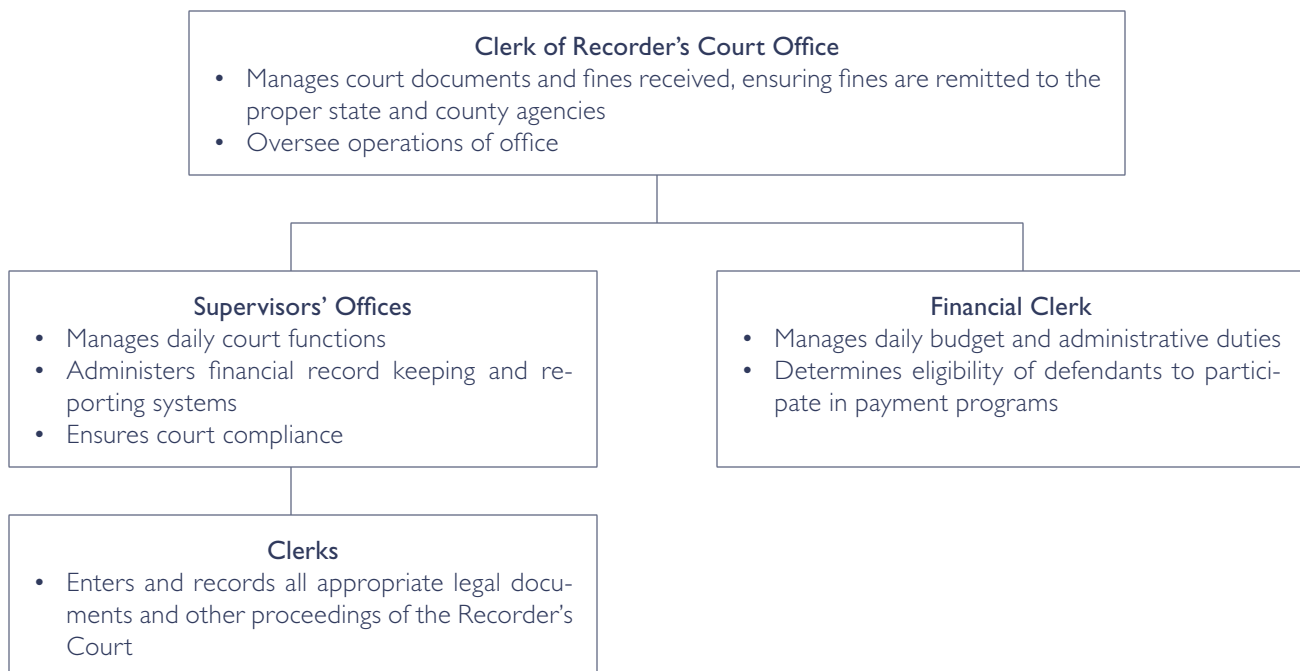 Clerk of Recorder’s Court Office
• Manages court documents and fines received, ensuring fines are remitted to the
proper state and county agencies
• Oversee operations of office
Supervisors’ Offices
• Manages daily court functions
• Administers financial record keeping and re-
porting systems
• Ensures court compliance
Financial Clerk
• Manages daily budget and administrative duties
• Determines eligibility of defendants to partici-
pate in payment programs
Clerks
• Enters and records all appropriate legal docu-
ments and other proceedings of the Recorder’s
Court